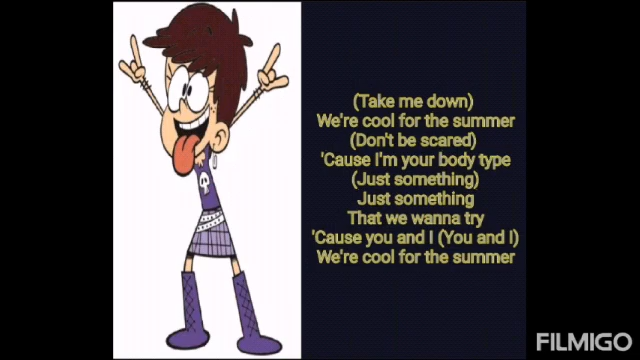 (Take me down)
We're cool for the summer
(Don't be scared)
'Cause I'm your body type
(Just something)
Just something
That we wanna try
'Cause you and I (You and I)
We're cool for the summer
FILMIGO